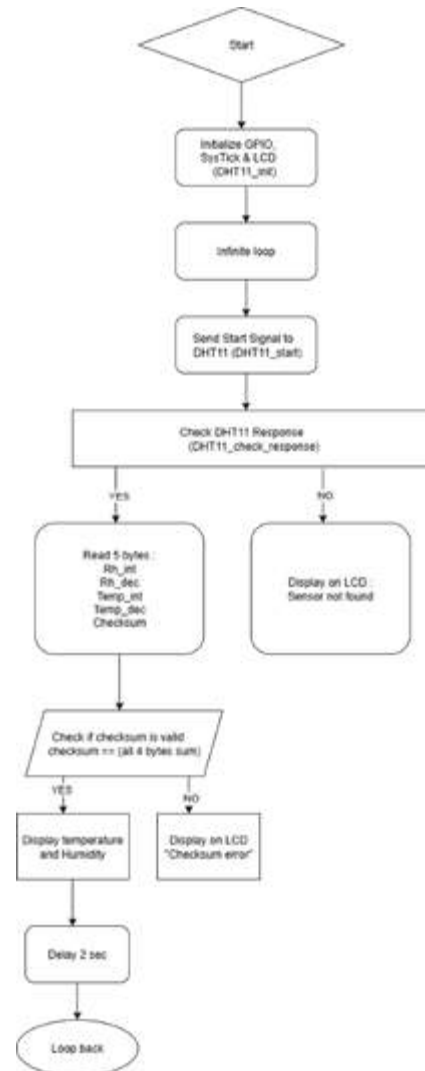 Start
Initialize GPIO,
SysTick & LCD
(DHT11_init)
Infinite loop
Send Start Signal to
DHT11 (DHT11_start)
Check DHT11 Response
(DHT11_check_response)
YES
NO
Read 5 bytes :
Rh_int
Rh_dec
Temp_int
Temp_dec
Checksum
Display on LCD :
Sensor not found
Check if checksum is valid
checksum == (all 4 bytes sum)
YES
NO
Display temperature
and Humidity
Display on LCD
"Checksum error"
Delay 2 sec
Loop back